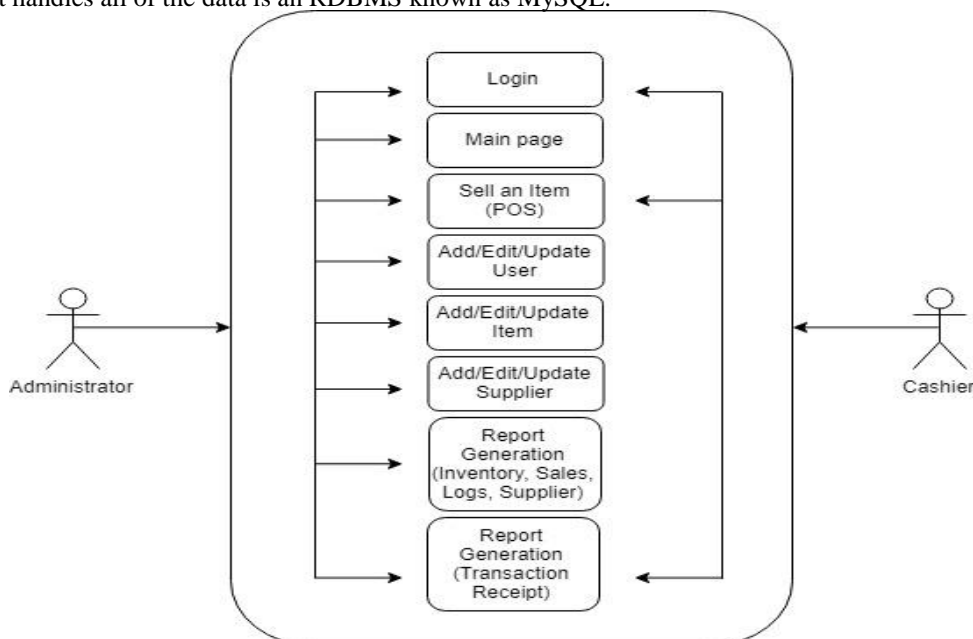 handles all of the data is an RDBMS known as MySQL.
Login
Main page
Sell an Item
(POS)
Add/Edit/Update
User
Add/Edit/Update
Item
Administrator
Cashier
Add/Edit/Update
Supplier
Report
Generation
(Inventory, Sales,
Logs, Supplier)
Report
Generation
(Transaction
Receipt)